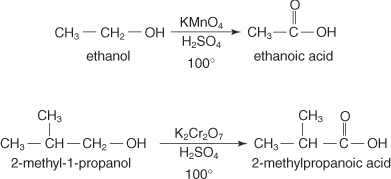 O
KMnO₄
CH₃ — CH₂ — OH → CH₃ — C — OH
H₂SO₄
ethanol ethanoic acid
100°
CH₃ CH₃ O
K₂Cr₂O₇
CH₃ — CH — CH₂ — OH → CH₃ — CH — C — OH
H₂SO₄
2-methyl-1-propanol 2-methylpropanoic acid
100°